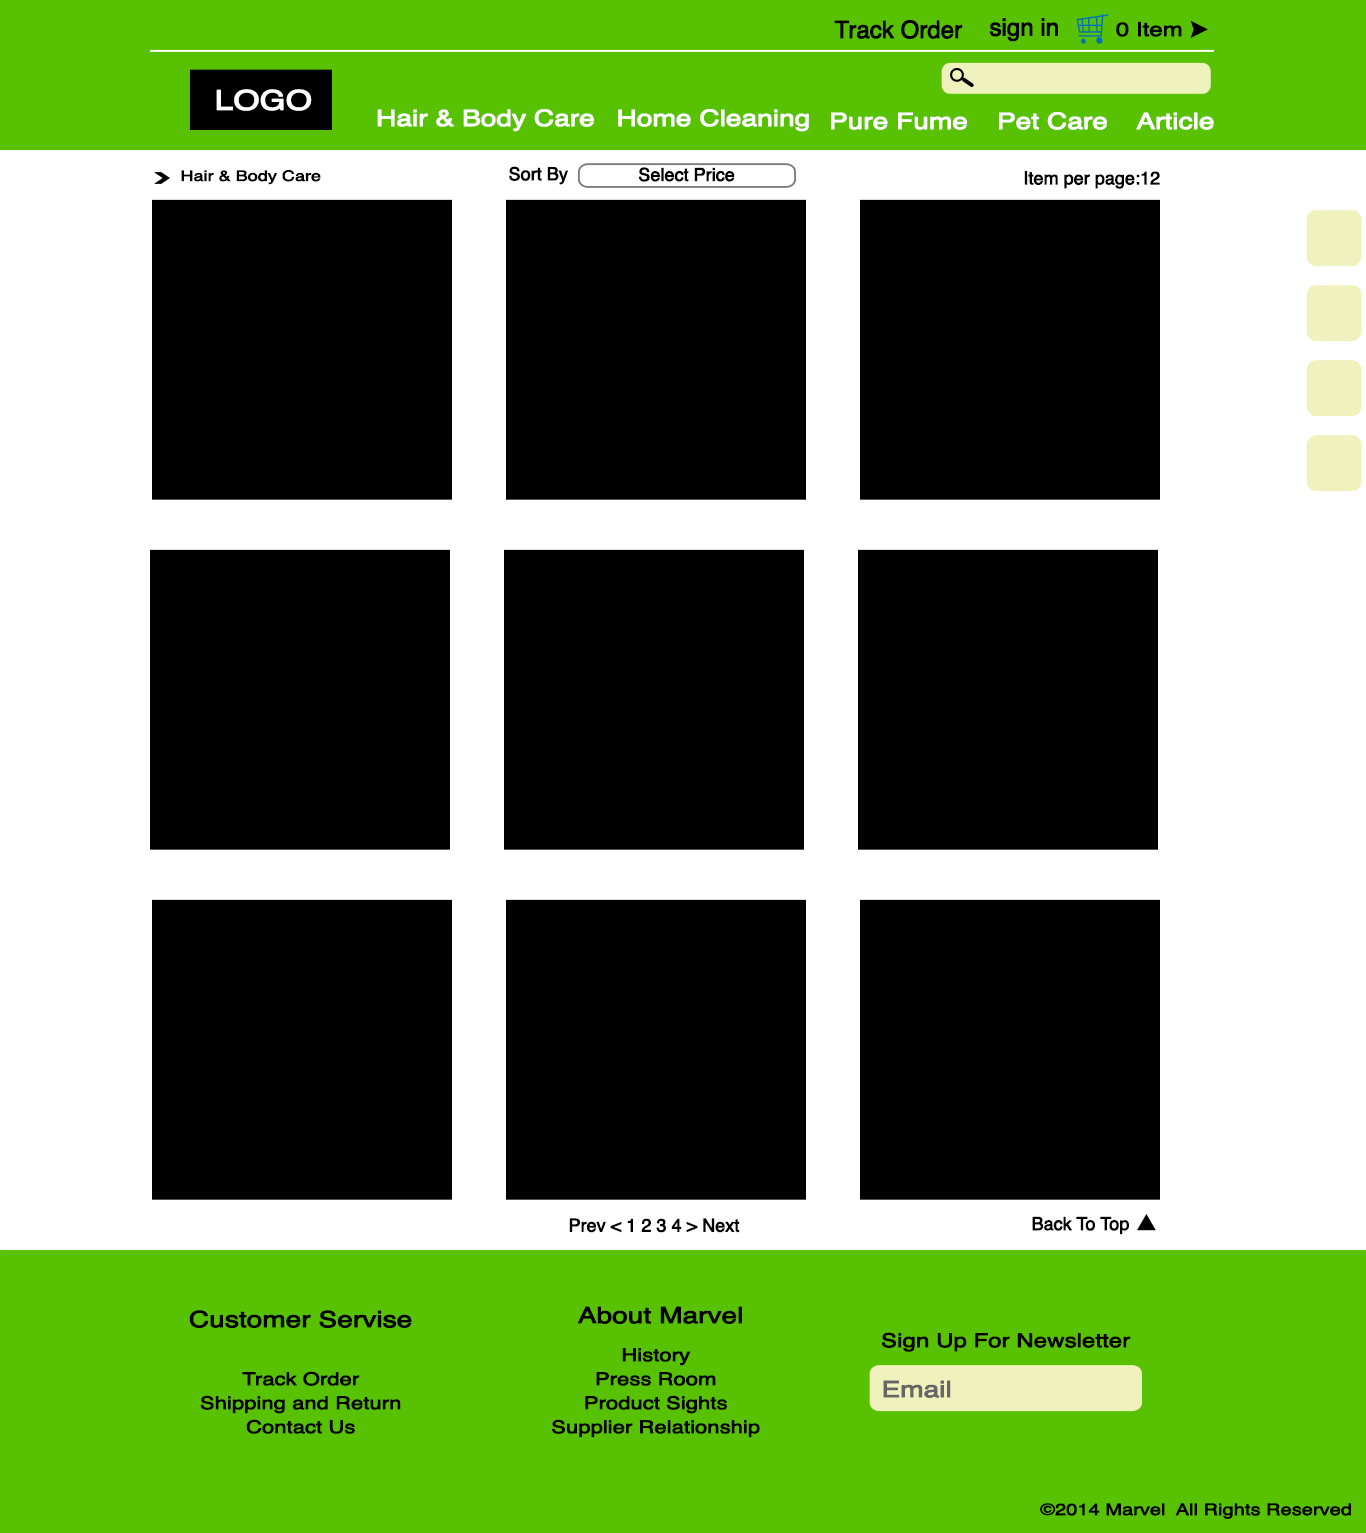 Track Order sign in 0 Item
LOGO
Hair & Body Care Home Cleaning Pure Fume Pet Care Article
Hair & Body Care Sort By Select Price Item per page:12
Prev < 1 2 3 4 > Next Back To Top
Customer Servise
Track Order
Shipping and Return
Contact Us
About Marvel
History
Press Room
Product Sights
Supplier Relationship
Sign Up For Newsletter
Email
©2014 Marvel All Rights Reserved